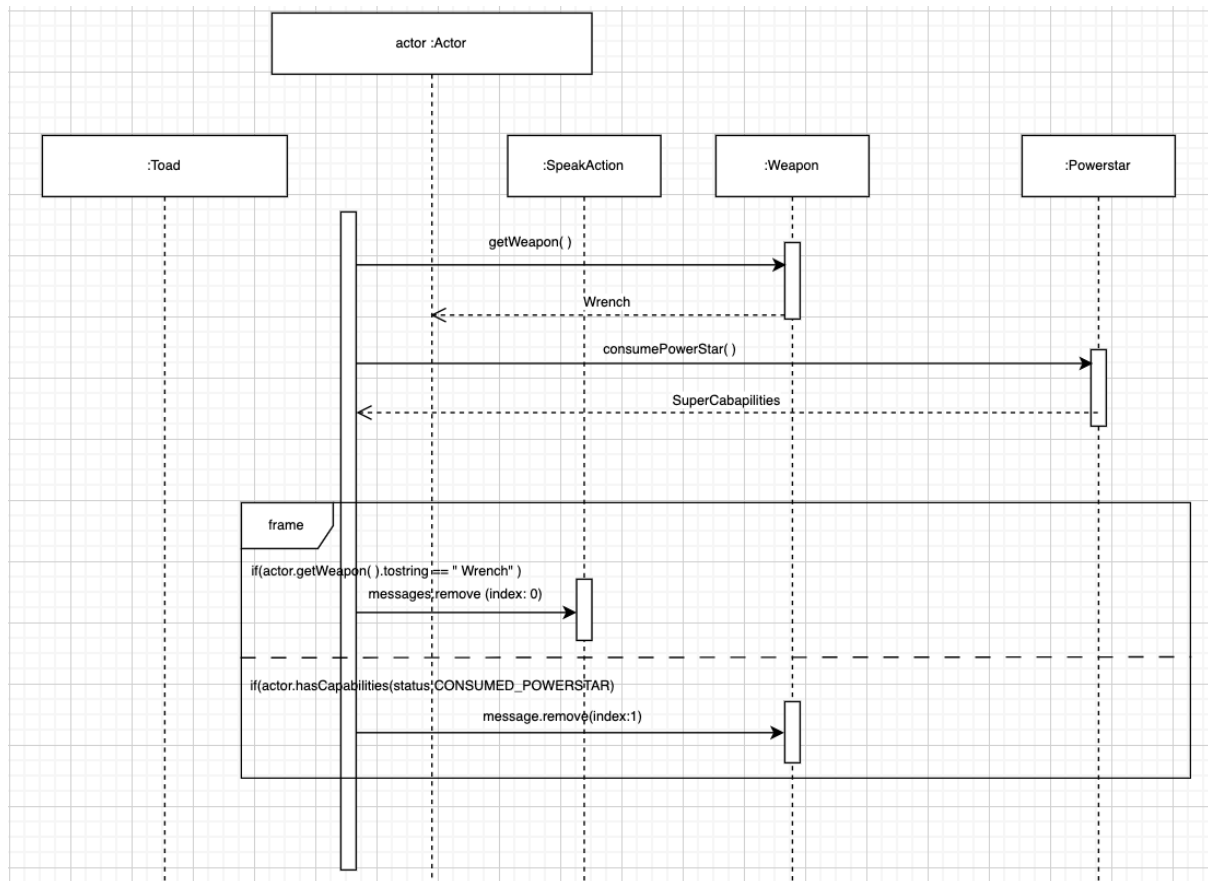 actor :Actor
:Toad
:SpeakAction
:Weapon
:Powerstar
getWeapon( )
Wrench
consumePowerStar( )
SuperCabapilities
frame
if(actor.getWeapon( ).tostring == " Wrench" )
messages.remove (index: 0)
if(actor.hasCapabilities(status.CONSUMED_POWERSTAR)
message.remove(index:1)